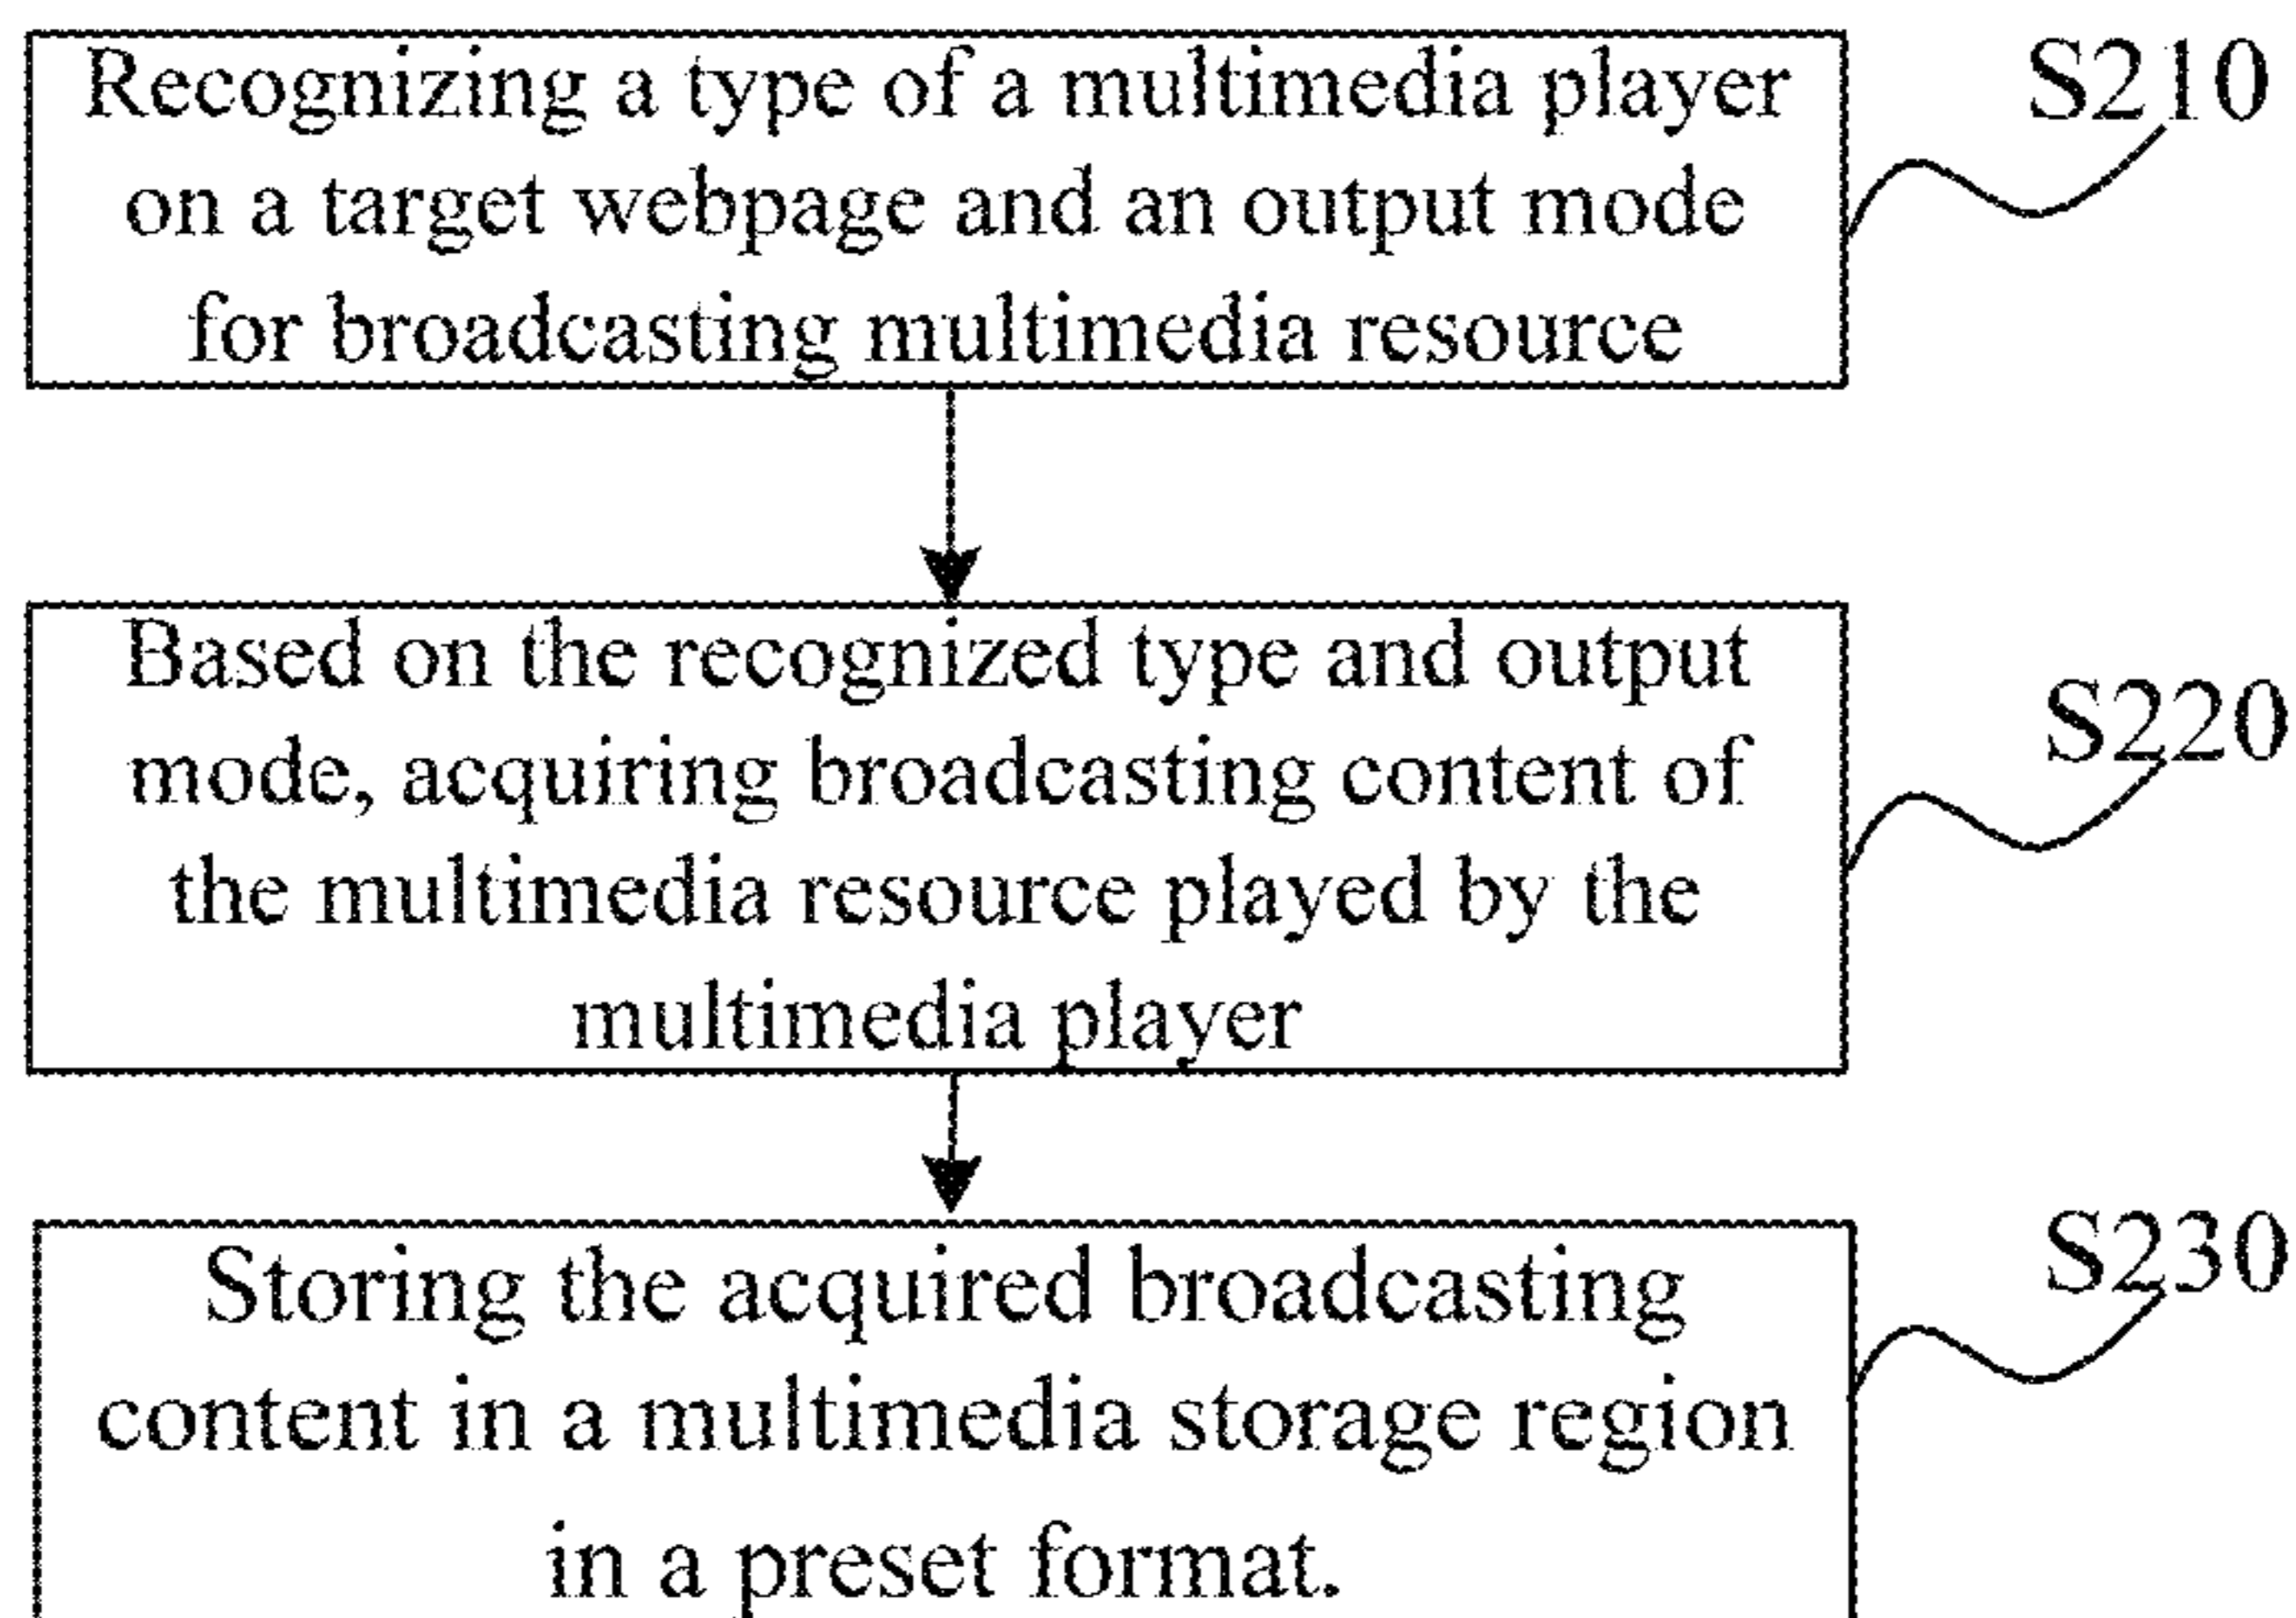 Recognizing a type of a multimedia player
on a target webpage and an output mode
for broadcasting multimedia resource
S210
Based on the recognized type and output
mode, acquiring broadcasting content of
the multimedia resource played by the
multimedia player
S220
Storing the acquired broadcasting
content in a multimedia storage region
in a preset format.
S230